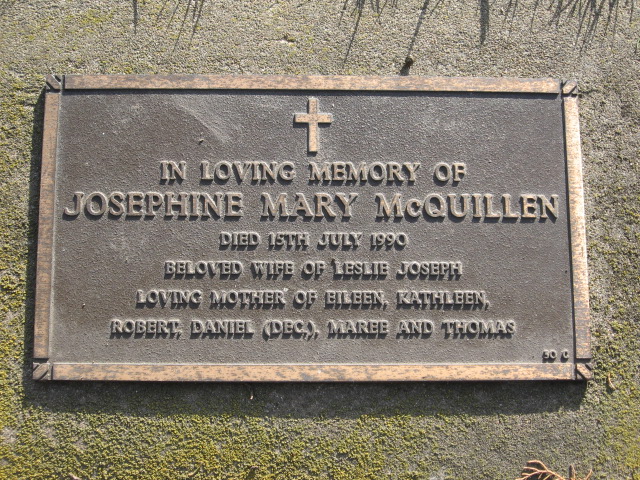 IN LOVING MEMORY OF
JOSEPHINE MARY McQUILLEN
DIED 15TH JULY 1990
BELOVED WIFE OF LESLIE JOSEPH
LOVING MOTHER OF EILEEN, KATHLEEN,
ROBERT, DANIEL (DEC.), MAREE AND THOMAS